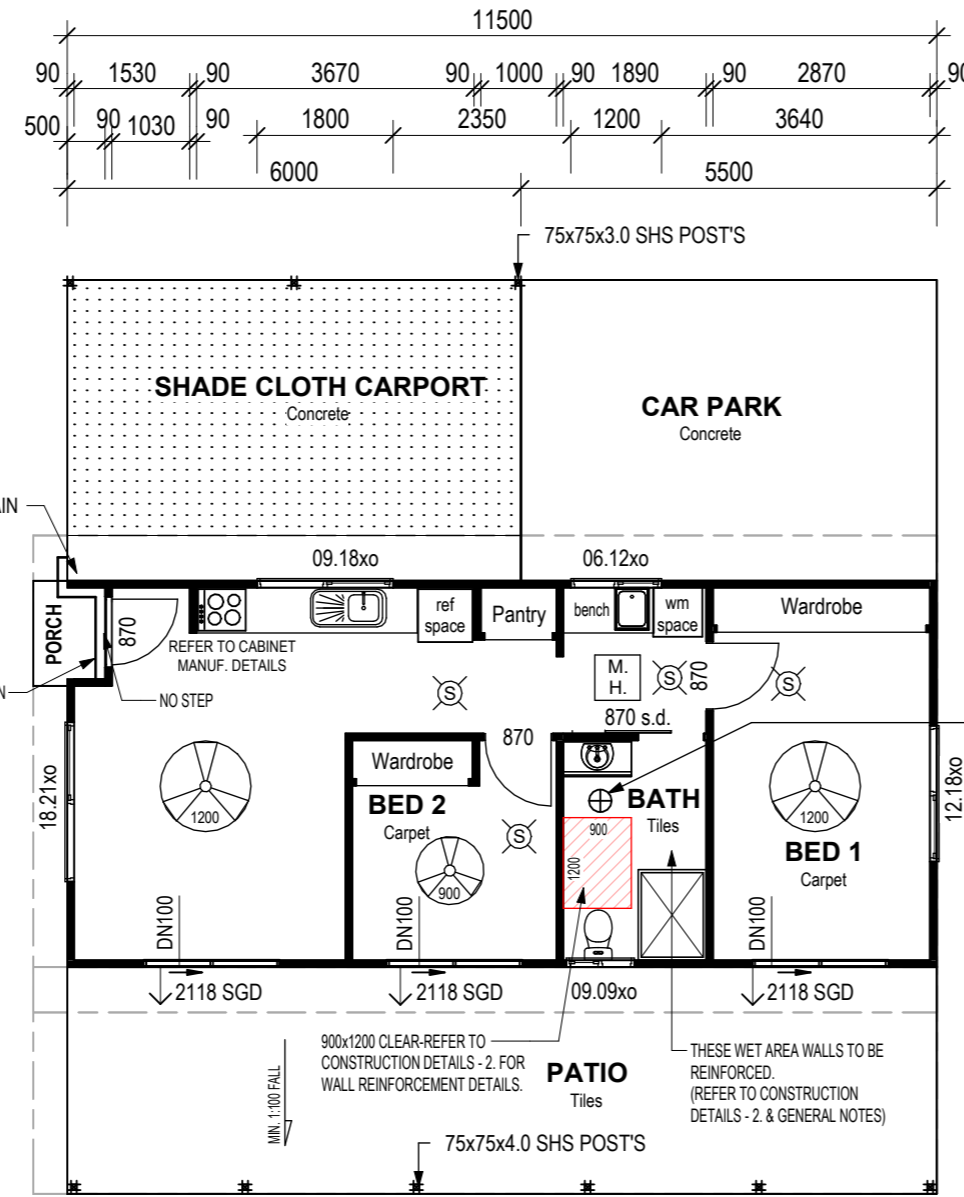 11500
90 1530 90 3670 90 1000 90 1890 90 2870 90
500 90 1030 90 1800 2350 1200 3640
6000 5500
75x75x3.0 SHS POST'S
SHADE CLOTH CARPORT
Concrete
CAR PARK
Concrete
09.18xo 06.12xo
PORCH
870
REFER TO CABINET
MANUF. DETAILS
ref
space
Pantry
bench
wm
space
Wardrobe
NO STEP
M.
H.
S
S
S
870
870 s.d.
870
18.21xo
1200
Wardrobe
BED 2
Carpet
S
900
BATH
Tiles
900
1200
1200
BED 1
Carpet
12.18xo
DN100
DN100
DN100
2118 SGD
2118 SGD
09.09xo
2118 SGD
900x1200 CLEAR-REFER TO
CONSTRUCTION DETAILS - 2. FOR
WALL REINFORCEMENT DETAILS.
PATIO
Tiles
THESE WET AREA WALLS TO BE
REINFORCED.
(REFER TO CONSTRUCTION
DETAILS - 2. & GENERAL NOTES)
MIN. 1:100 FALL
75x75x4.0 SHS POST'S